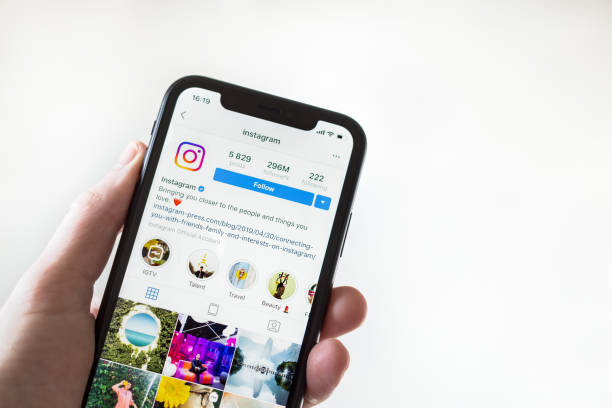 16:19
instagram
5 829 296M 222
posts followers following
Follow
Instagram
Bringing you closer to the people and things you
love. ❤️
instagram-press.com/blog/2019/04/30/connecting-
you-with-friends-family-and-interests-on-instagram/
Instagram Official Account
IGTV Talent Travel Beauty 💄